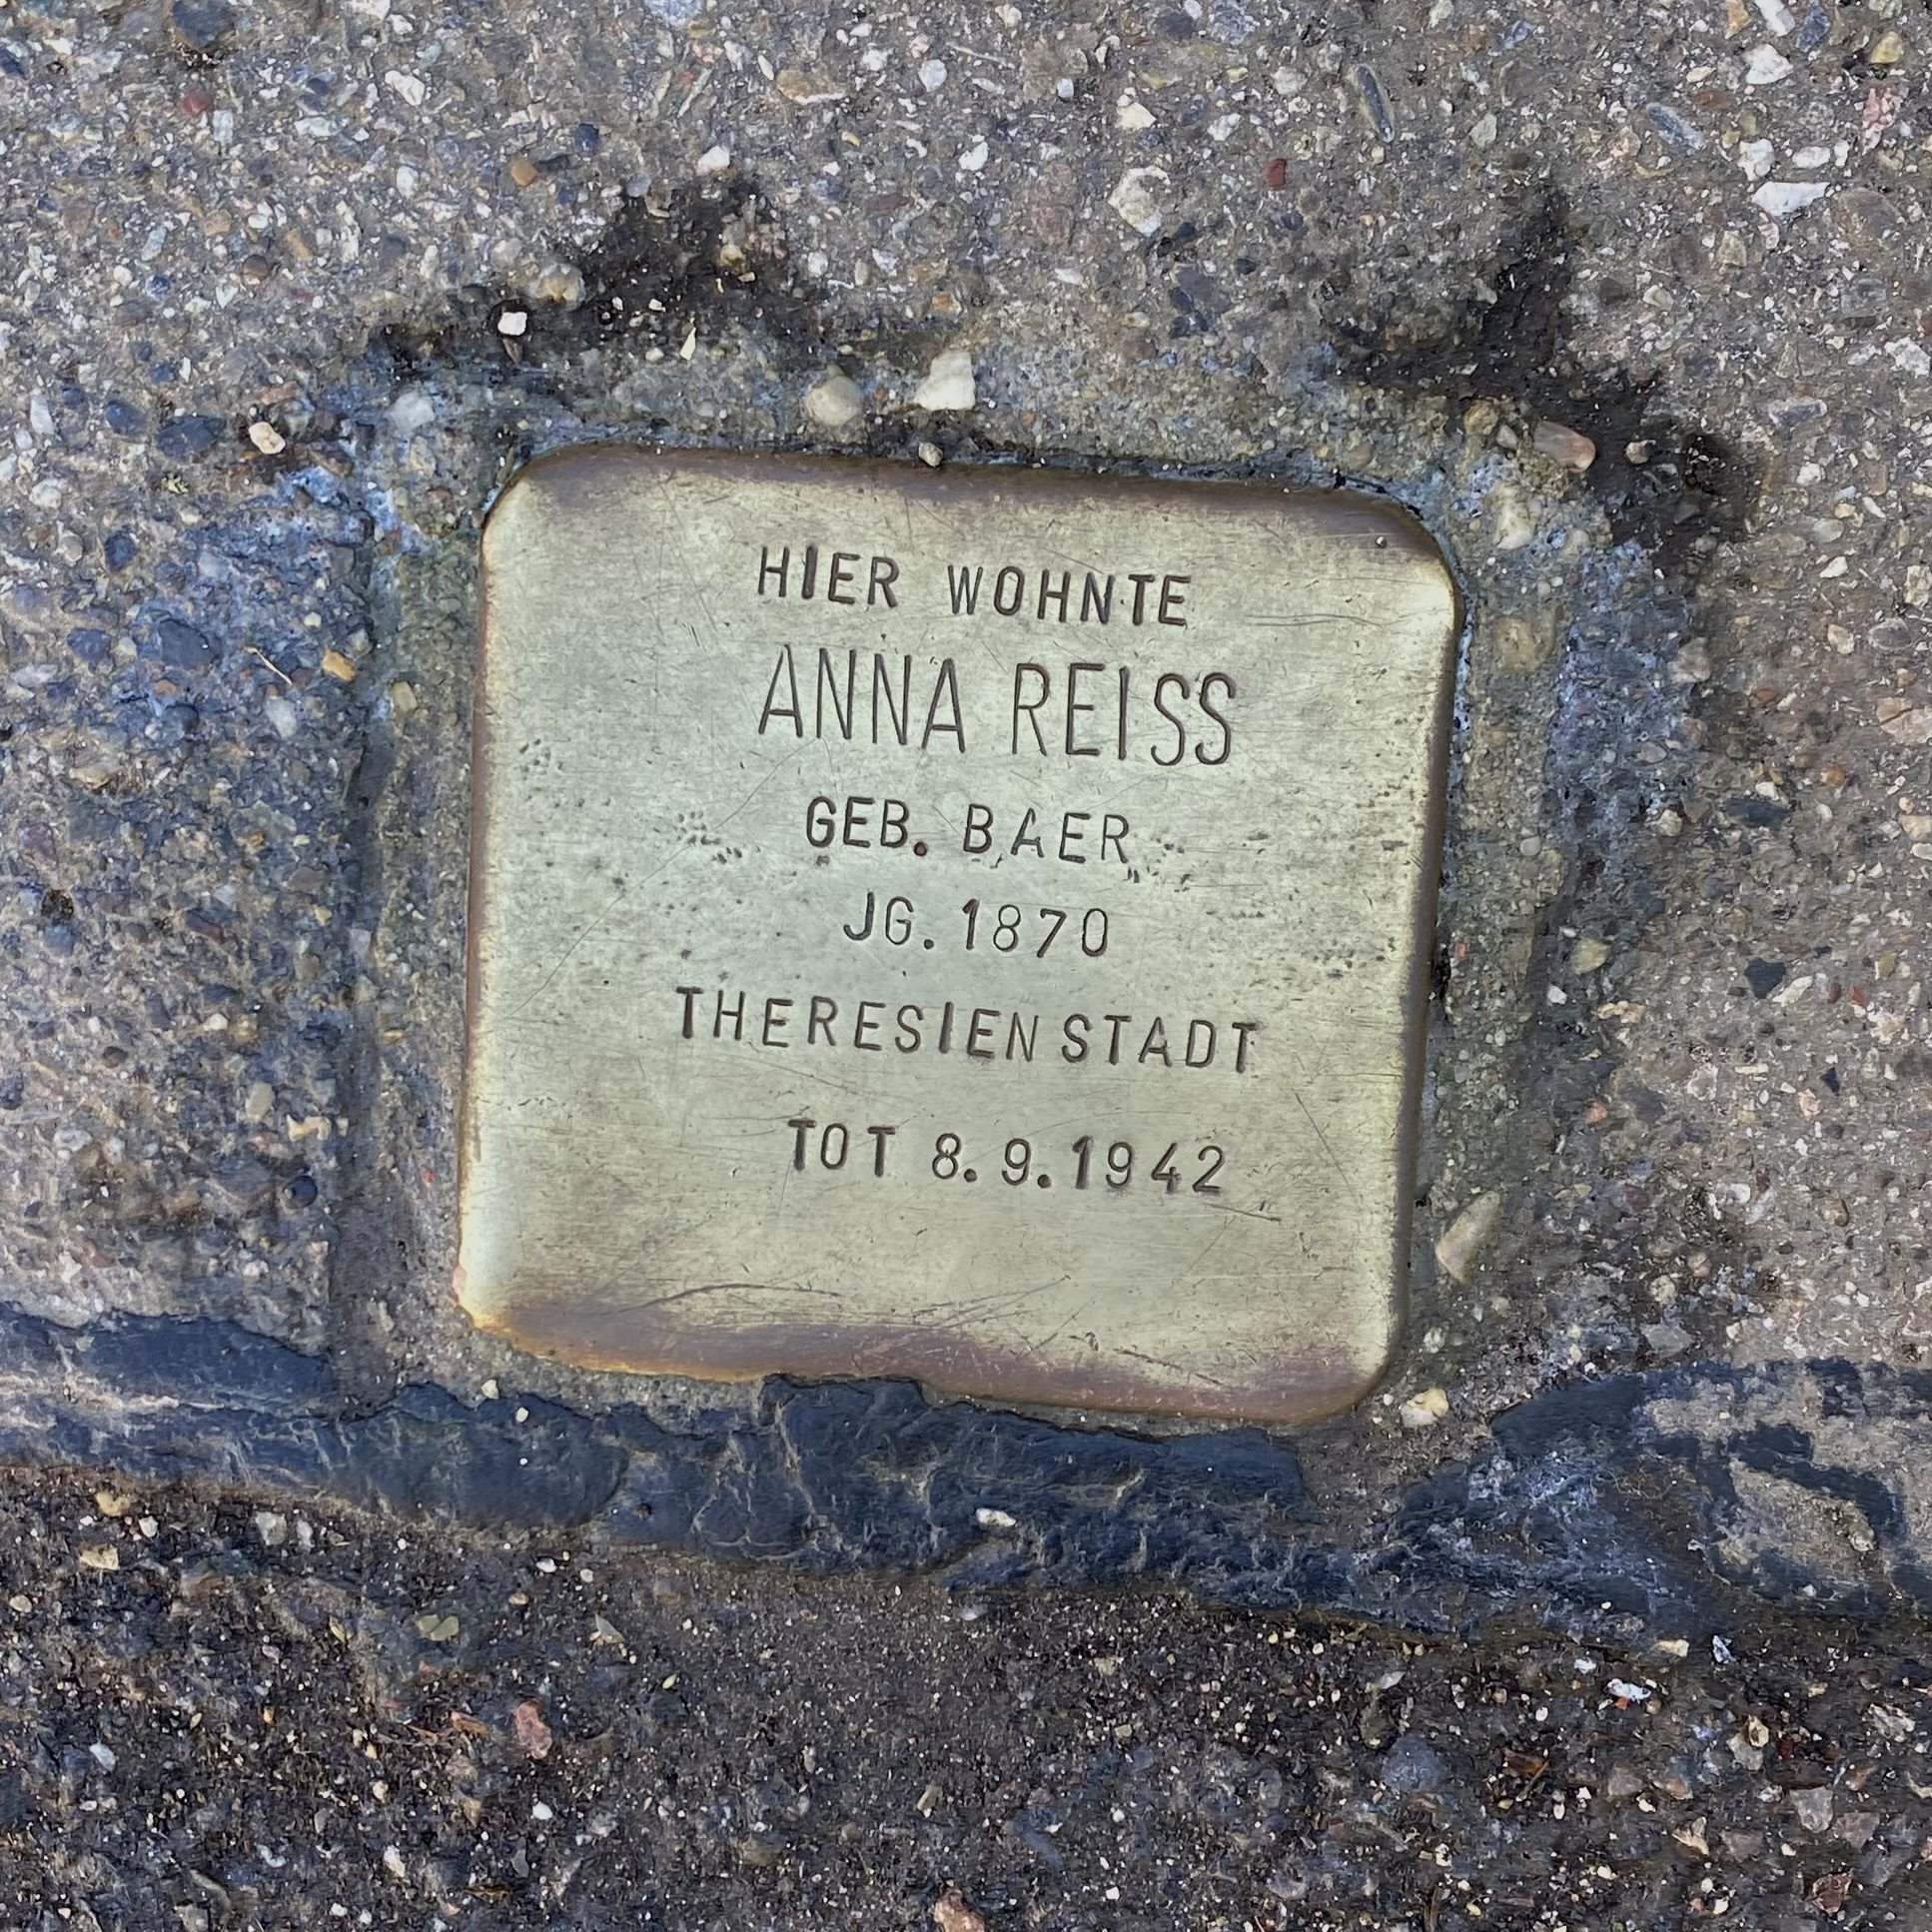 HIER WOHNTE
ANNA REISS
GEB. BAER
JG. 1870
THERESIENSTADT
TOT 8.9.1942